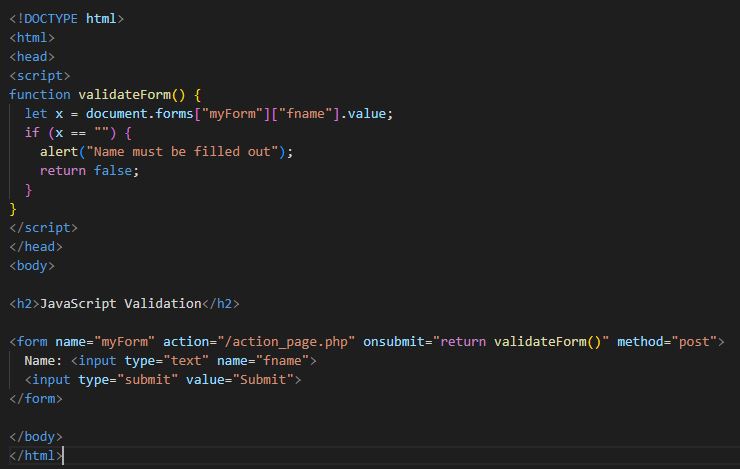 <!DOCTYPE html>
<html>
<head>
<script>
function validateForm() {
  let x = document.forms["myForm"]["fname"].value;
  if (x == "") {
    alert("Name must be filled out");
    return false;
  }
}
</script>
</head>
<body>

<h2>JavaScript Validation</h2>

<form name="myForm" action="/action_page.php" onsubmit="return validateForm()" method="post">
  Name: <input type="text" name="fname">
  <input type="submit" value="Submit">
</form>

</body>
</html>